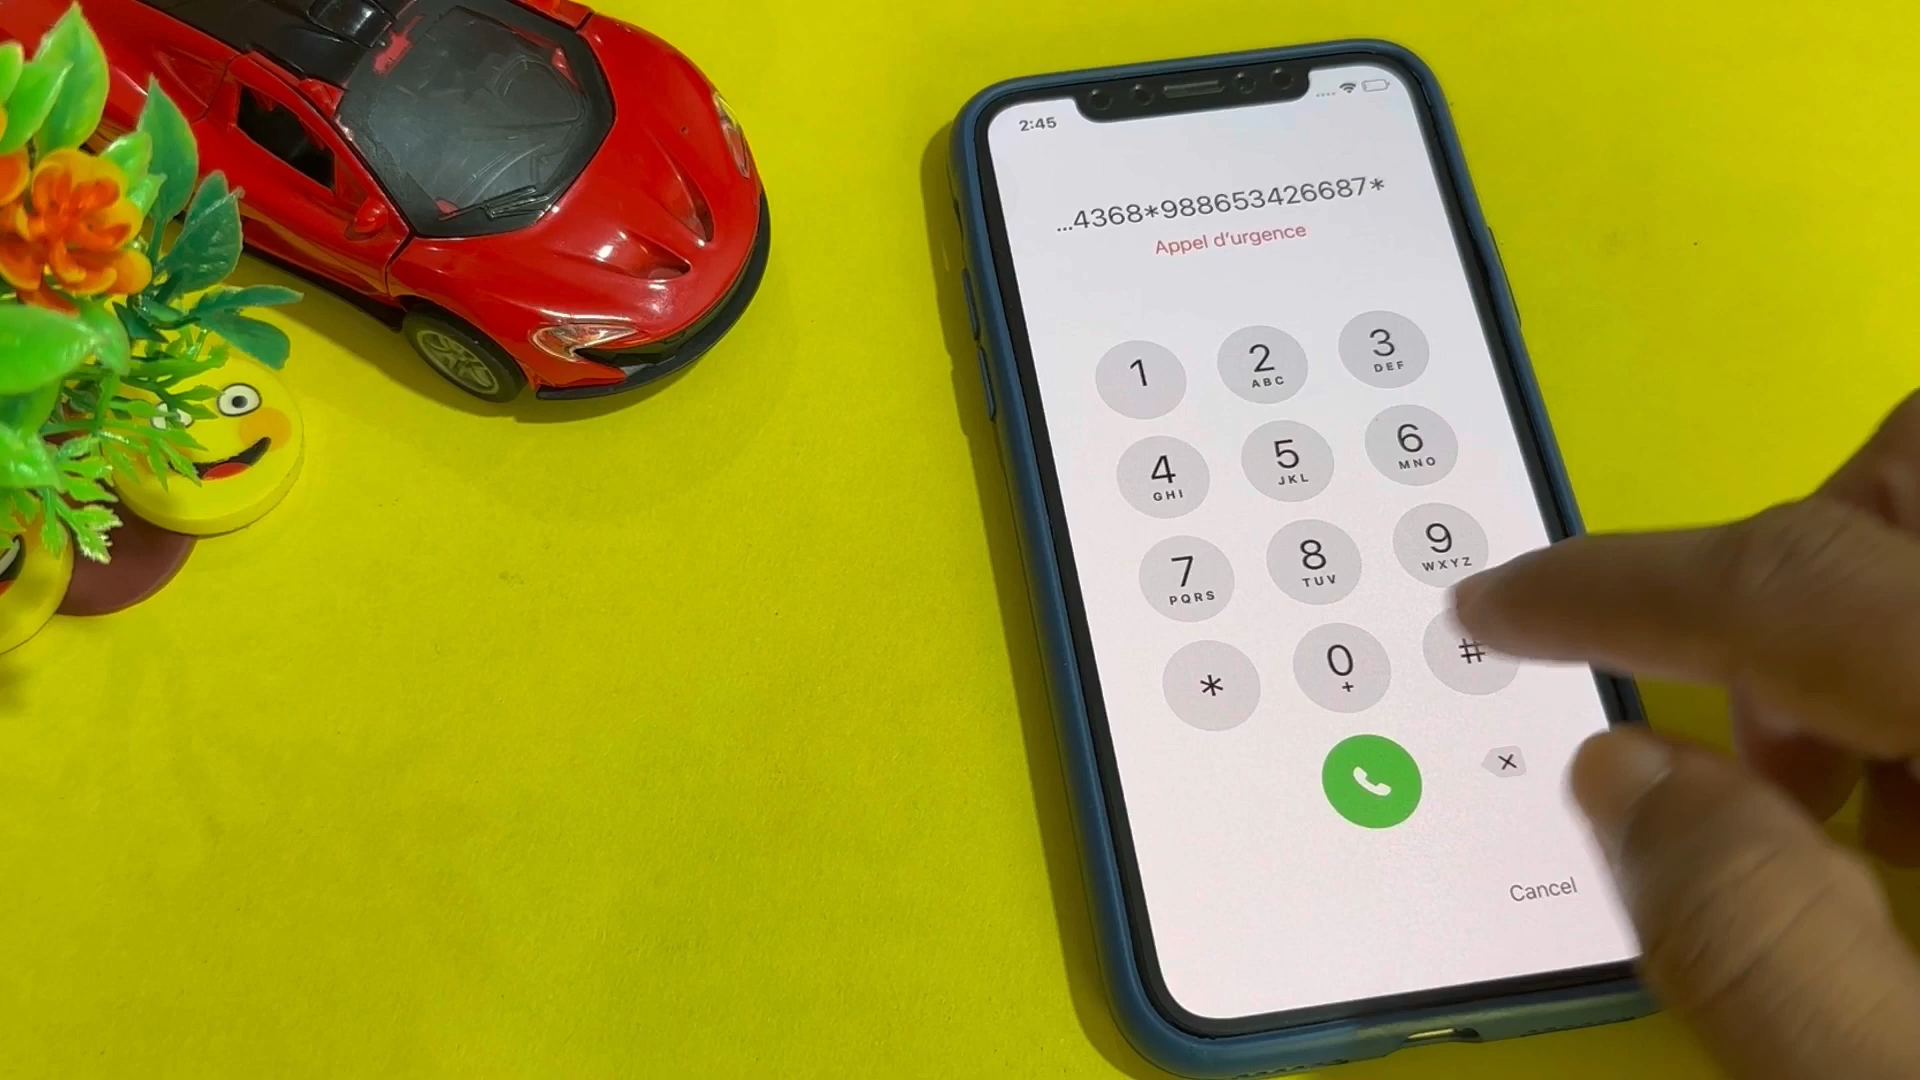 2:45
...4368*988653426687*
Appel d'urgence
1
2
ABC
3
DEF
4
GHI
5
JKL
6
MNO
7
PQRS
8
TUV
9
WXYZ
*
0
+
#
Cancel